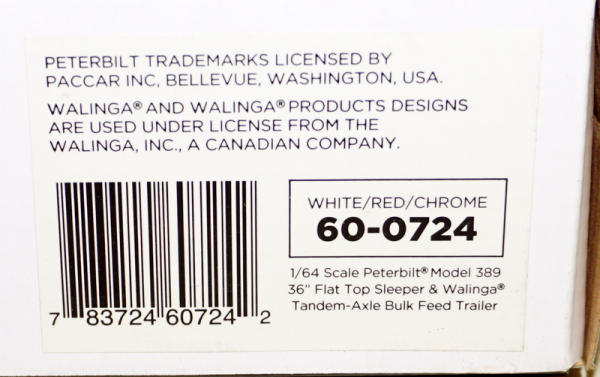 PETERBILT TRADEMARKS LICENSED BY
PACCAR INC, BELLEVUE, WASHINGTON, USA.
WALINGA® AND WALINGA® PRODUCTS DESIGNS
ARE USED UNDER LICENSE FROM THE
WALINGA, INC., A CANADIAN COMPANY.
WHITE/RED/CHROME
60-0724
1/64 Scale Peterbilt® Model 389
36” Flat Top Sleeper & Walinga®
Tandem-Axle Bulk Feed Trailer
7 83724 60724 2